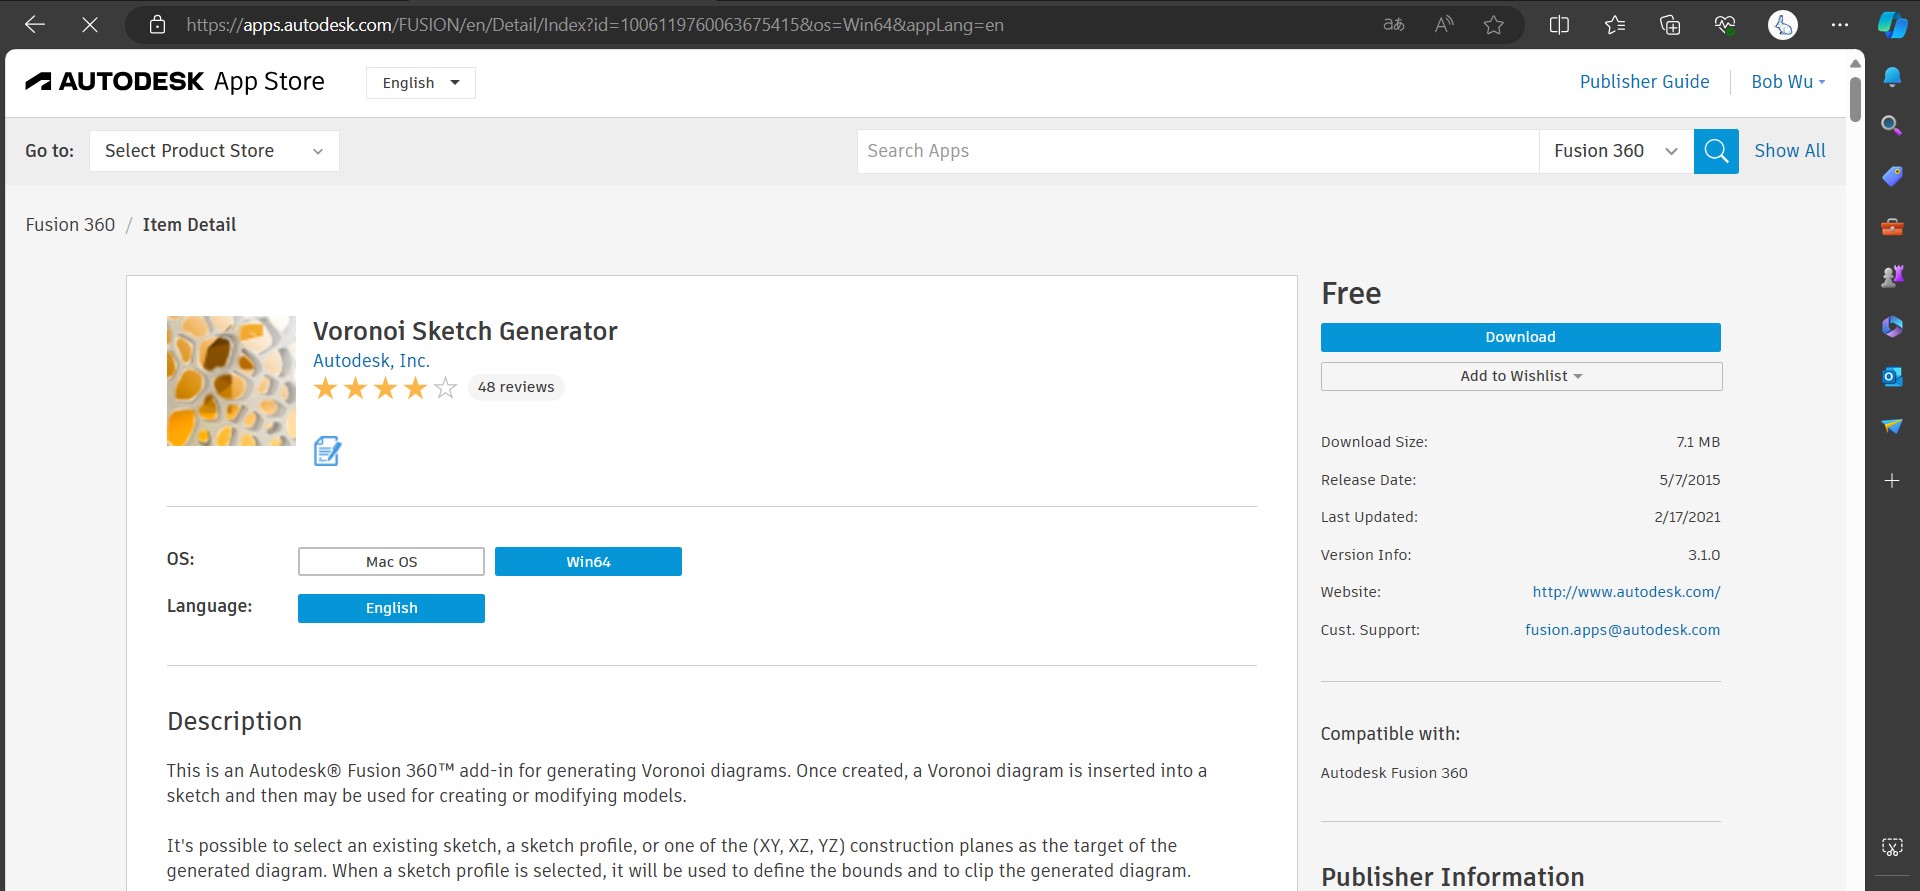 https://apps.autodesk.com/FUSION/en/Detail/Index?id=1006119760063675415&os=Win64&appLang=en
AUTODESK App Store
English
Publisher Guide
Bob Wu
Go to:
Select Product Store
Search Apps
Fusion 360
Show All
Fusion 360 / Item Detail
Voronoi Sketch Generator
Autodesk, Inc.
48 reviews
OS:
Mac OS
Win64
Language:
English
Description
This is an Autodesk® Fusion 360™ add-in for generating Voronoi diagrams. Once created, a Voronoi diagram is inserted into a
sketch and then may be used for creating or modifying models.
It's possible to select an existing sketch, a sketch profile, or one of the (XY, XZ, YZ) construction planes as the target of the
generated diagram. When a sketch profile is selected, it will be used to define the bounds and to clip the generated diagram.
Free
Download
Add to Wishlist
Download Size: 7.1 MB
Release Date: 5/7/2015
Last Updated: 2/17/2021
Version Info: 3.1.0
Website: http://www.autodesk.com/
Cust. Support: fusion.apps@autodesk.com
Compatible with:
Autodesk Fusion 360
Publisher Information